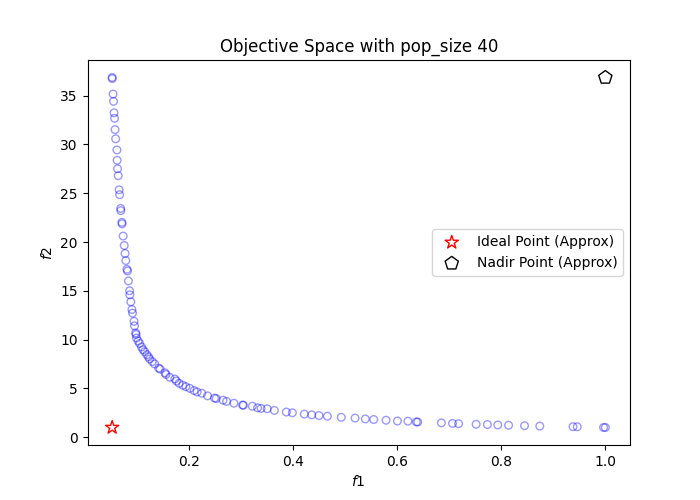 Objective Space with pop_size 40
f2
35
30
25
20
15
10
5
0
Ideal Point (Approx)
Nadir Point (Approx)
0.2 0.4 0.6 0.8 1.0
f1